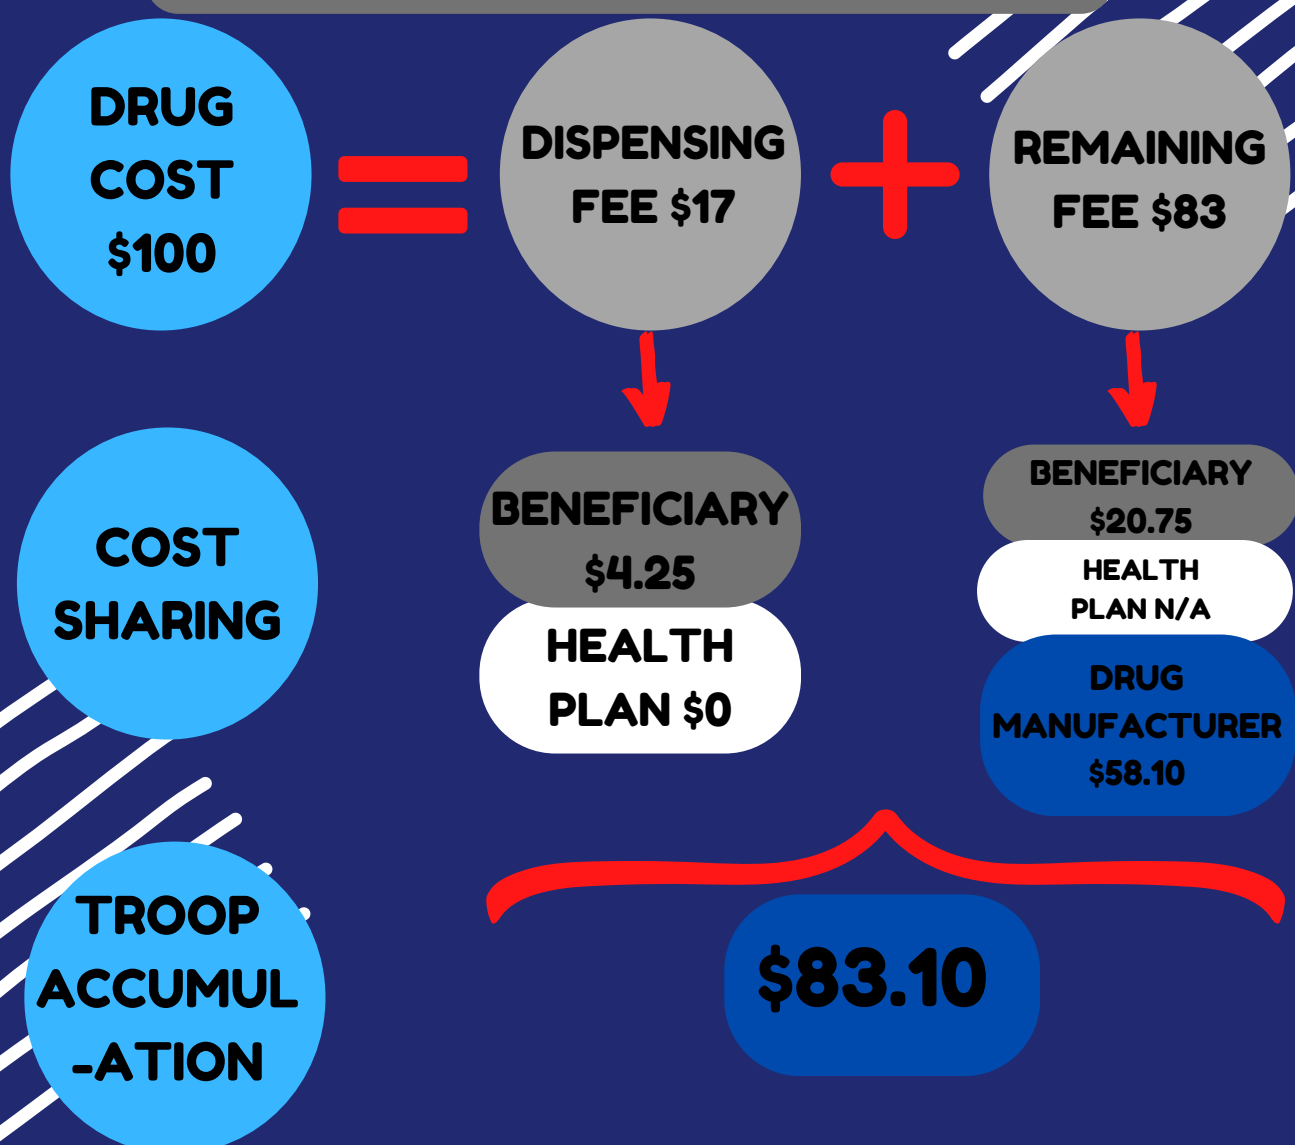 DRUG
COST
$100
DISPENSING
FEE $17
REMAINING
FEE $83
COST
SHARING
BENEFICIARY
$4.25
HEALTH
PLAN $0
BENEFICIARY
$20.75
HEALTH
PLAN N/A
DRUG
MANUFACTURER
$58.10
TROOP
ACCUMUL
-ATION
$83.10